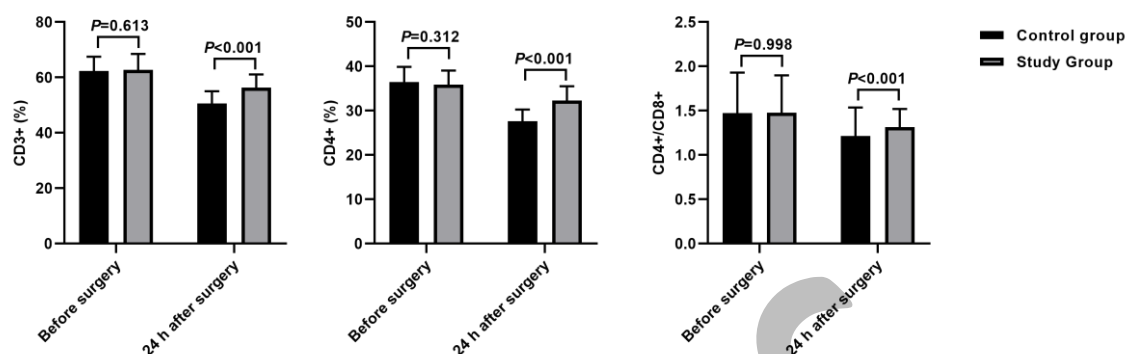 CD3+ (%)
80
60
40
20
0
P=0.613
P<0.001
Before surgery
24 h after surgery
CD4+ (%)
50
40
30
20
10
0
P=0.312
P<0.001
Before surgery
24 h after surgery
CD4+/CD8+
2.5
2.0
1.5
1.0
0.5
0.0
P=0.998
P<0.001
Before surgery
24 h after surgery
Control group
Study Group